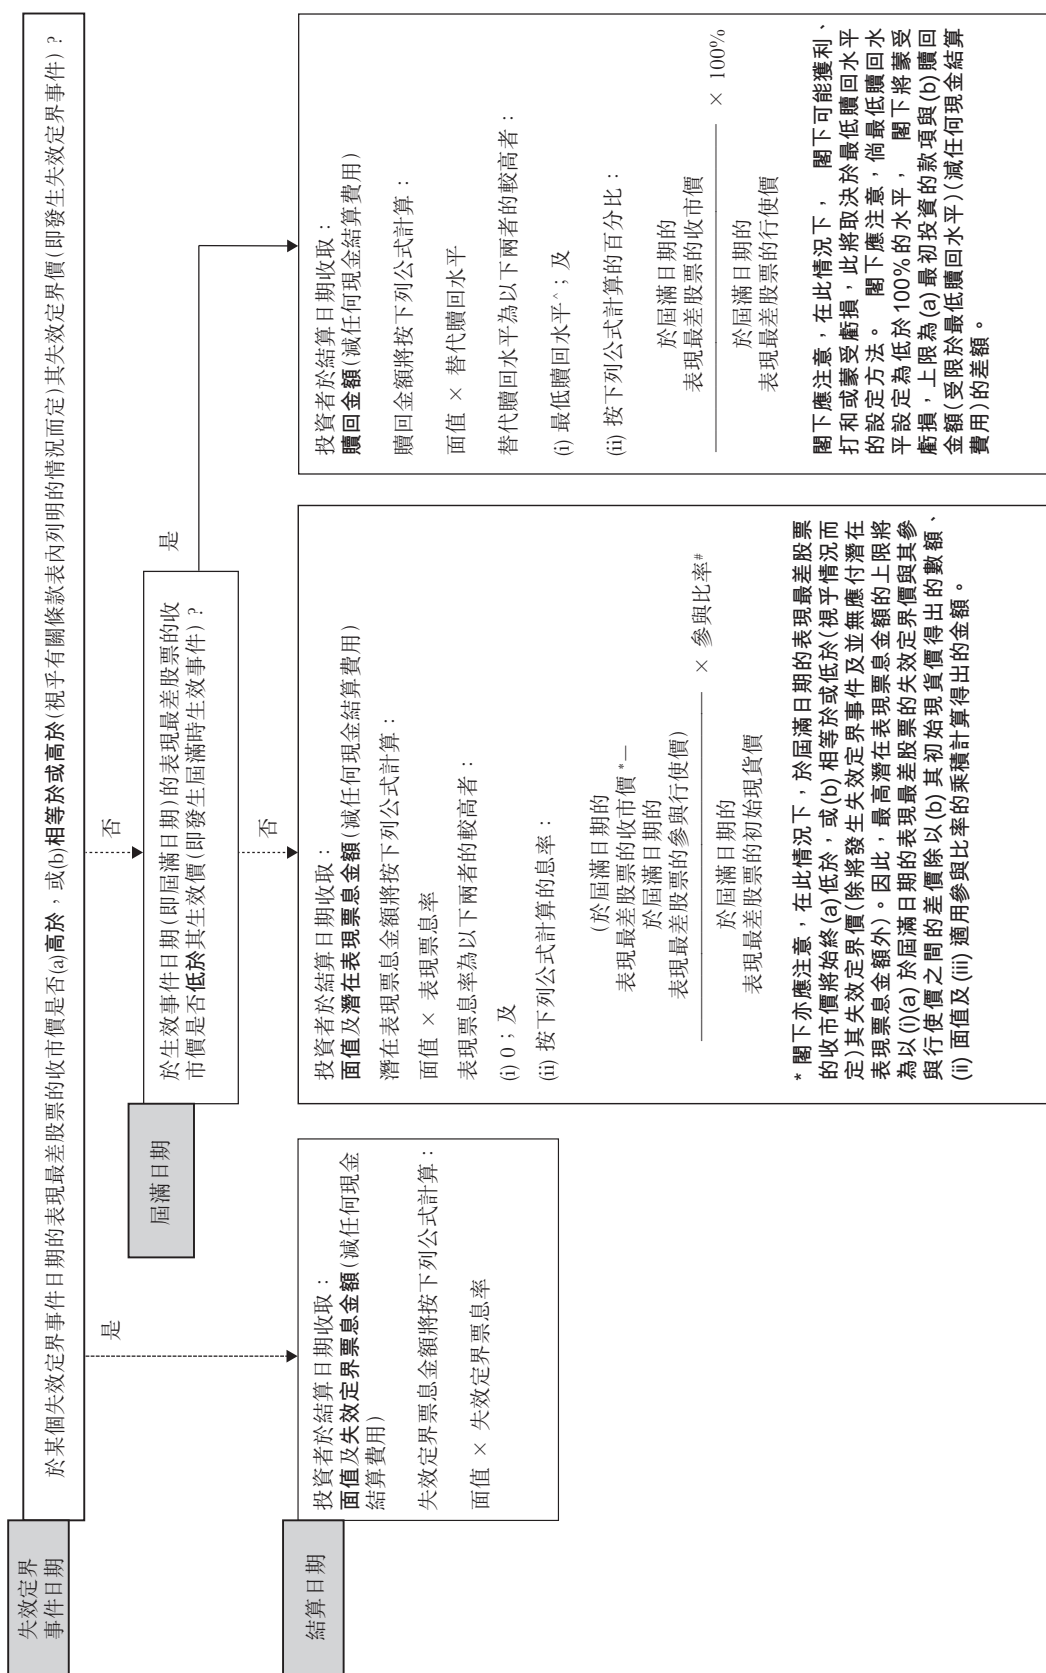 失效定界
事件日期
於某個失效定界事件日期的表現最差股票的收市價是否(a)高於，或(b)相等於或高於(視乎有關條款表內列明的情況而定)其失效定界價(即發生失效定界事件)？
是
否
屆滿日期
於生效事件日期(即屆滿日期)的表現最差股票的收
市價是否低於其生效價(即發生屆滿時生效事件)？
否
是
結算日期
投資者於結算日期收取：
面值及失效定界票息金額(減任何現金
結算費用)
失效定界票息金額將按下列公式計算：
面值 × 失效定界票息率
投資者於結算日期收取：
面值及潛在表現票息金額(減任何現金結算費用)
潛在表現票息金額將按下列公式計算：
面值 × 表現票息率
表現票息率為以下兩者的較高者：
(i) 0；及
(ii) 按下列公式計算的息率：
(於屆滿日期的
表現最差股票的收市價*—
於屆滿日期的
表現最差股票的參與行使價)
× 參與比率#
於屆滿日期的
表現最差股票的初始現貨價
* 閣下亦應注意，在此情況下，於屆滿日期的表現最差股票
的收市價將始終(a)低於，或(b)相等於或低於(視乎情況而
定)其失效定界價(除將發生失效定界事件及並無應付潛在
表現票息金額外)。因此，最高潛在表現票息金額的上限將
為以(i)(a)於屆滿日期的表現最差股票的失效定界價與其參
與行使價之間的差價除以(b)其初始現貨價得出的數額、
(ii) 面值及(iii) 適用參與比率的乘積計算得出的金額。
投資者於結算日期收取：
贖回金額(減任何現金結算費用)
贖回金額將按下列公式計算：
面值 × 替代贖回水平
替代贖回水平為以下兩者的較高者：
(i) 最低贖回水平^；及
(ii) 按下列公式計算的百分比：
於屆滿日期的
表現最差股票的收市價
× 100%
於屆滿日期的
表現最差股票的行使價
閣下應注意，在此情況下，閣下可能獲利、
打和或蒙受虧損，此將取決於最低贖回水平
的設定方法。閣下應注意，倘最低贖回水
平設定為低於100%的水平，閣下將蒙受
虧損，上限為(a)最初投資的款項與(b)贖回
金額(受限於最低贖回水平)(減任何現金結算
費用)的差額。